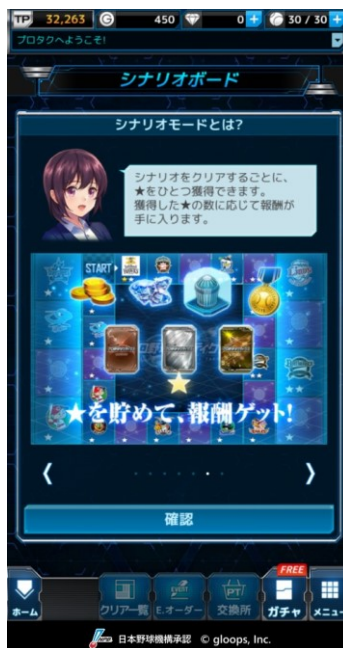 TP 32,263 G 450 0 + 30 / 30 +
プロタクへようこそ!
シナリオボード
シナリオモードとは?
シナリオをクリアするごとに、
★をひとつ獲得できます。
獲得した★の数に応じて報酬が
手に入ります。
START
★を貯めて、報酬ゲット!
確認
FREE
ホーム クリア一覧 E.オーダー 交換所 ガチャ メニュー
日本野球機構承認 © gloops, Inc.